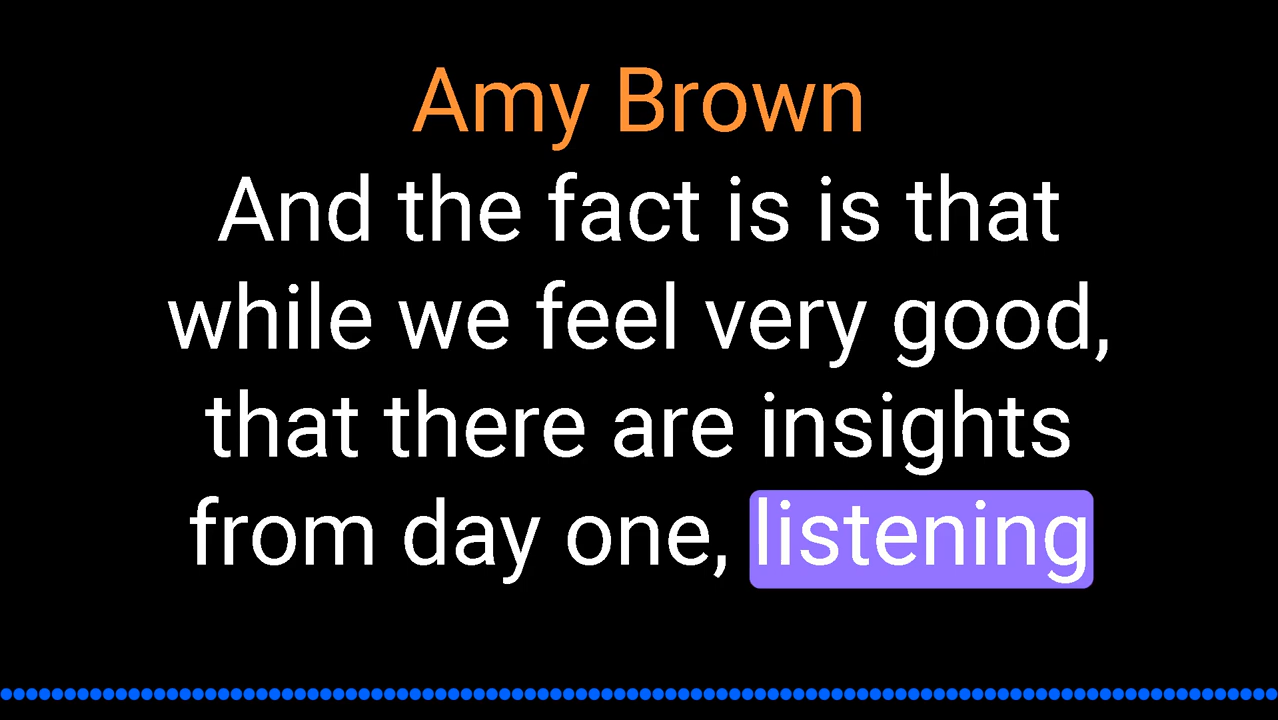 Amy Brown
And the fact is is that
while we feel very good,
that there are insights
from day one, listening